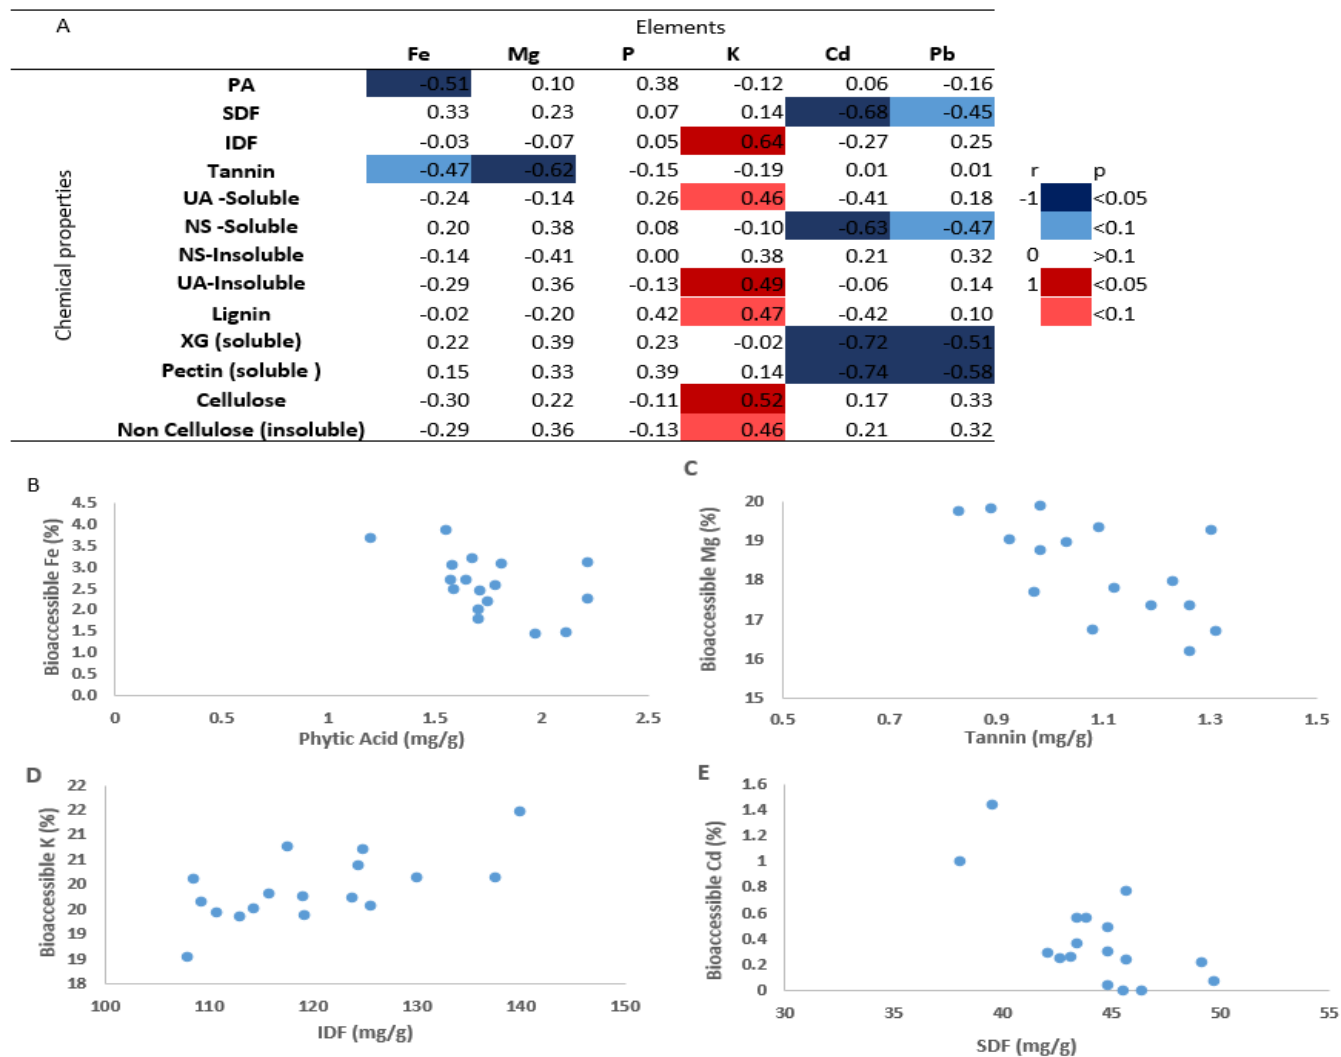 A
Elements
Fe Mg P K Cd Pb
Chemical properties
PA -0.51 0.10 0.38 -0.12 0.06 -0.16
SDF 0.33 0.23 0.07 0.14 -0.68 -0.45
IDF -0.03 -0.07 0.05 0.64 -0.27 0.25
Tannin -0.47 -0.62 -0.15 -0.19 0.01 0.01
UA -Soluble -0.24 -0.14 0.26 0.46 -0.41 0.18
NS -Soluble 0.20 0.38 0.08 -0.10 -0.63 -0.47
NS-Insoluble -0.14 -0.41 0.00 0.38 0.21 0.32
UA-Insoluble -0.29 0.36 -0.13 0.49 -0.06 0.14
Lignin -0.02 -0.20 0.42 0.47 -0.42 0.10
XG (soluble) 0.22 0.39 0.23 -0.02 -0.72 -0.51
Pectin (soluble ) 0.15 0.33 0.39 0.14 -0.74 -0.58
Cellulose -0.30 0.22 -0.11 0.52 0.17 0.33
Non Cellulose (insoluble) -0.29 0.36 -0.13 0.46 0.21 0.32
r p
-1 <0.05
<0.1
0 >0.1
1 <0.05
<0.1
B
Bioaccessible Fe (%)
4.5
4.0
3.5
3.0
2.5
2.0
1.5
1.0
0.5
0.0
0 0.5 1 1.5 2 2.5
Phytic Acid (mg/g)
C
Bioaccessible Mg (%)
20
19
18
17
16
15
0.5 0.7 0.9 1.1 1.3 1.5
Tannin (mg/g)
D
Bioaccessible K (%)
22
22
21
21
20
20
19
19
18
100 110 120 130 140 150
IDF (mg/g)
E
Bioaccessible Cd (%)
1.6
1.4
1.2
1
0.8
0.6
0.4
0.2
0
30 35 40 45 50 55
SDF (mg/g)